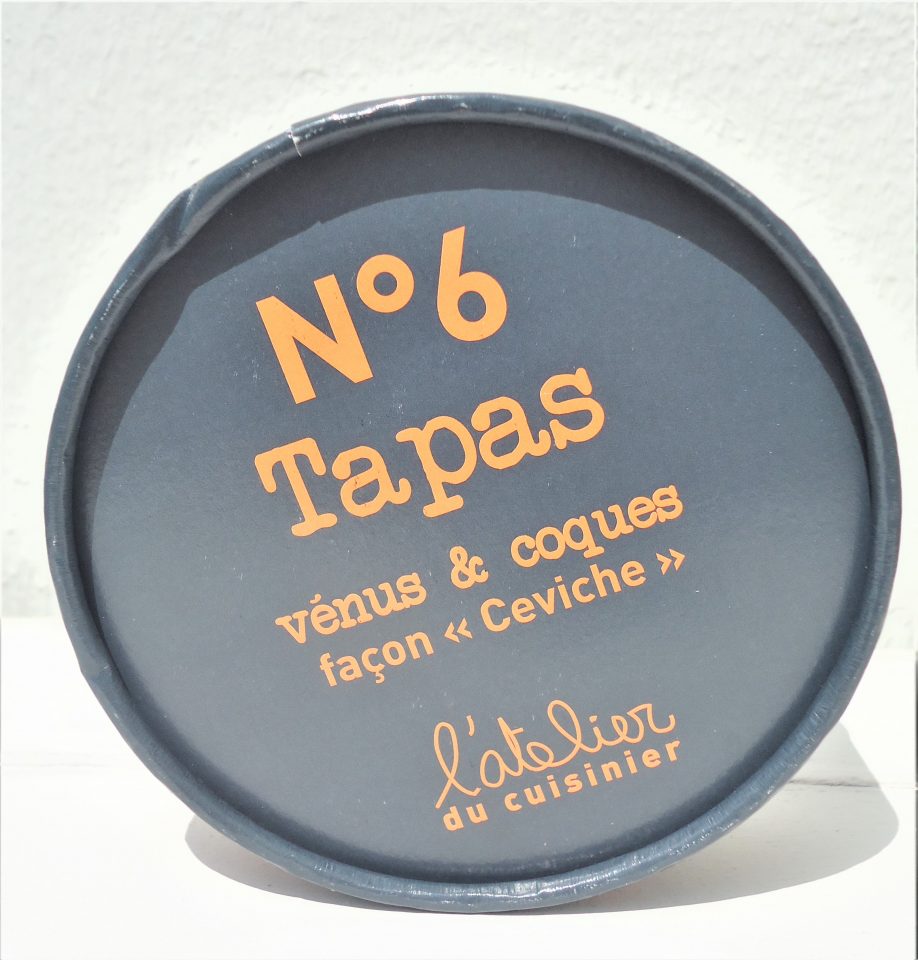 N°6
Tapas
vénus & coques
façon « Ceviche »
l'atelier
du cuisinier